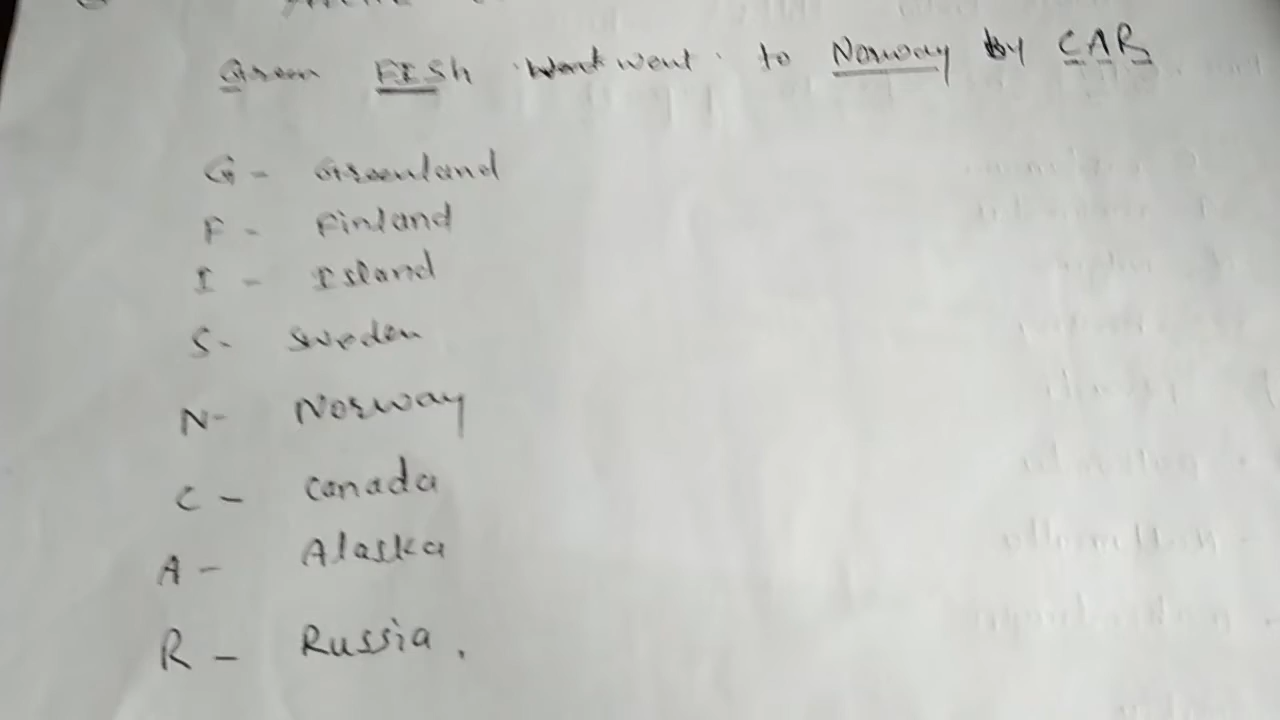 Green FISh went to Norway by CAR
G - Greenland
F - Finland
I - Island
S - Sweden
N - Norway
C - Canada
A - Alaska
R - Russia.